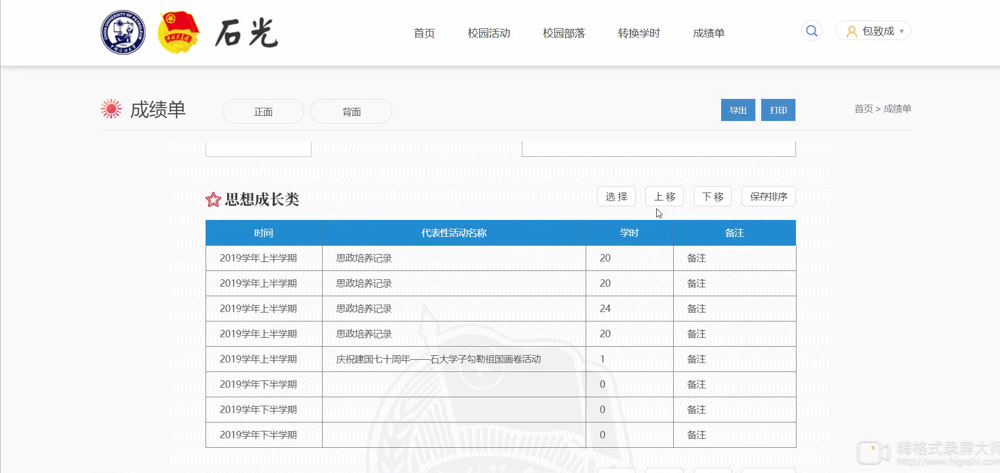 CHINA UNIVERSITY OF PETROLEUM
石光
首页 校园活动 校园部落 转换学时 成绩单
包致成
成绩单 正面 背面 导出 打印 首页 > 成绩单
思想成长类 选 择 上 移 下 移 保存排序
时间 代表性活动名称 学时 备注
2019学年上半学期 思政培养记录 20 备注
2019学年上半学期 思政培养记录 20 备注
2019学年上半学期 思政培养记录 24 备注
2019学年上半学期 思政培养记录 20 备注
2019学年上半学期 庆祝建国七十周年——石大学子勾勒祖国画卷活动 1 备注
2019学年下半学期 0 备注
2019学年下半学期 0 备注
2019学年下半学期 0 备注
嗨格式录屏大师
http://www.higeshi.com